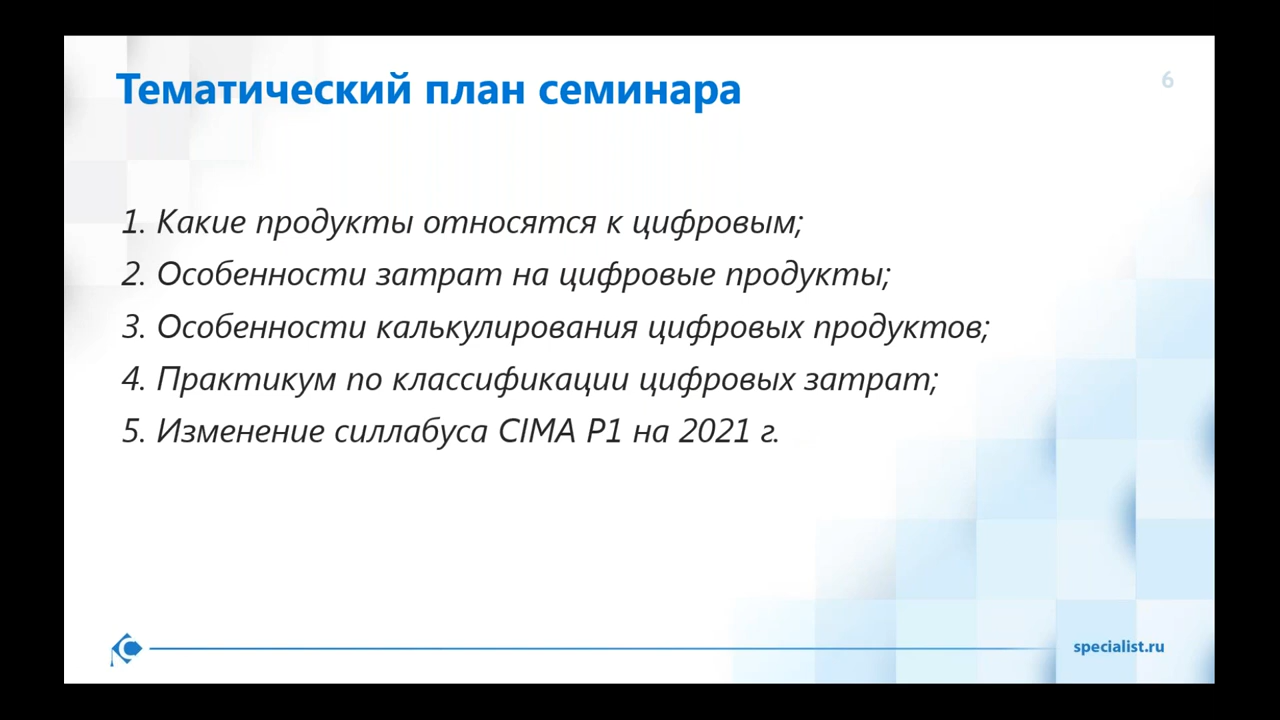 Тематический план семинара
6
1. Какие продукты относятся к цифровым;
2. Особенности затрат на цифровые продукты;
3. Особенности калькулирования цифровых продуктов;
4. Практикум по классификации цифровых затрат;
5. Изменение силлабуса CIMA P1 на 2021 г.
specialist.ru